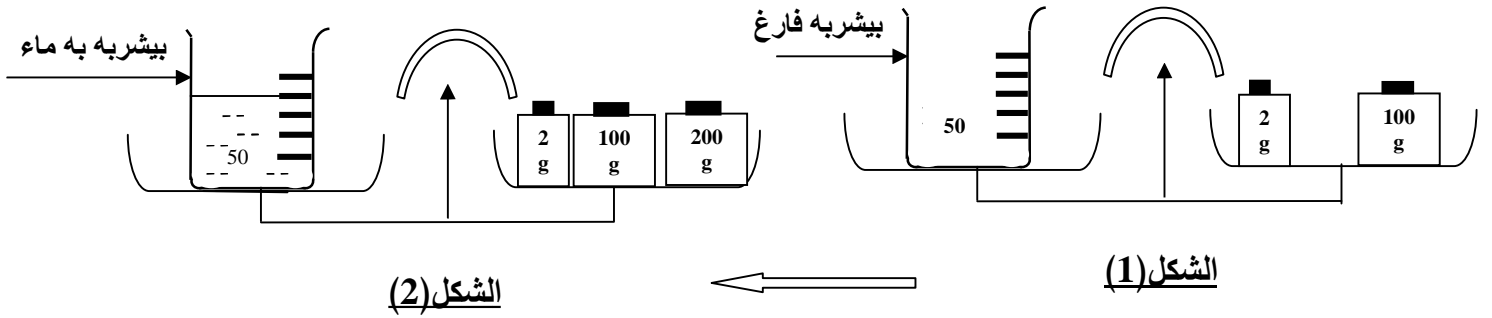 بيشربه فارغ
50
2
g
100
g
الشكل(1)
بيشربه به ماء
50
2
g
100
g
200
g
الشكل(2)